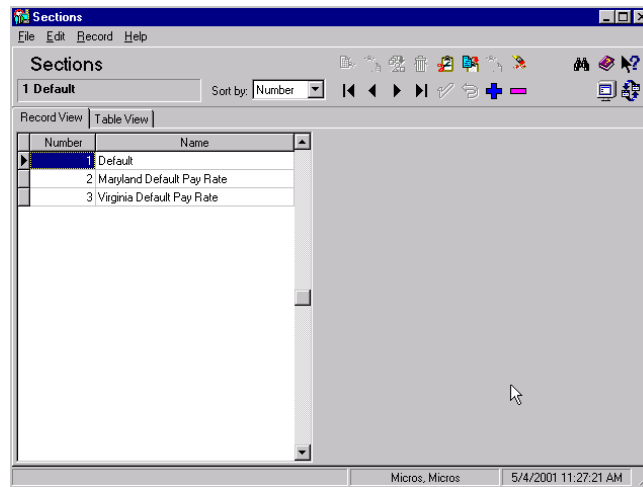 Sections
File Edit Record Help
Sections
1 Default
Sort by: Number
Record View Table View
Number Name
1 Default
2 Maryland Default Pay Rate
3 Virginia Default Pay Rate
Micros, Micros 5/4/2001 11:27:21 AM